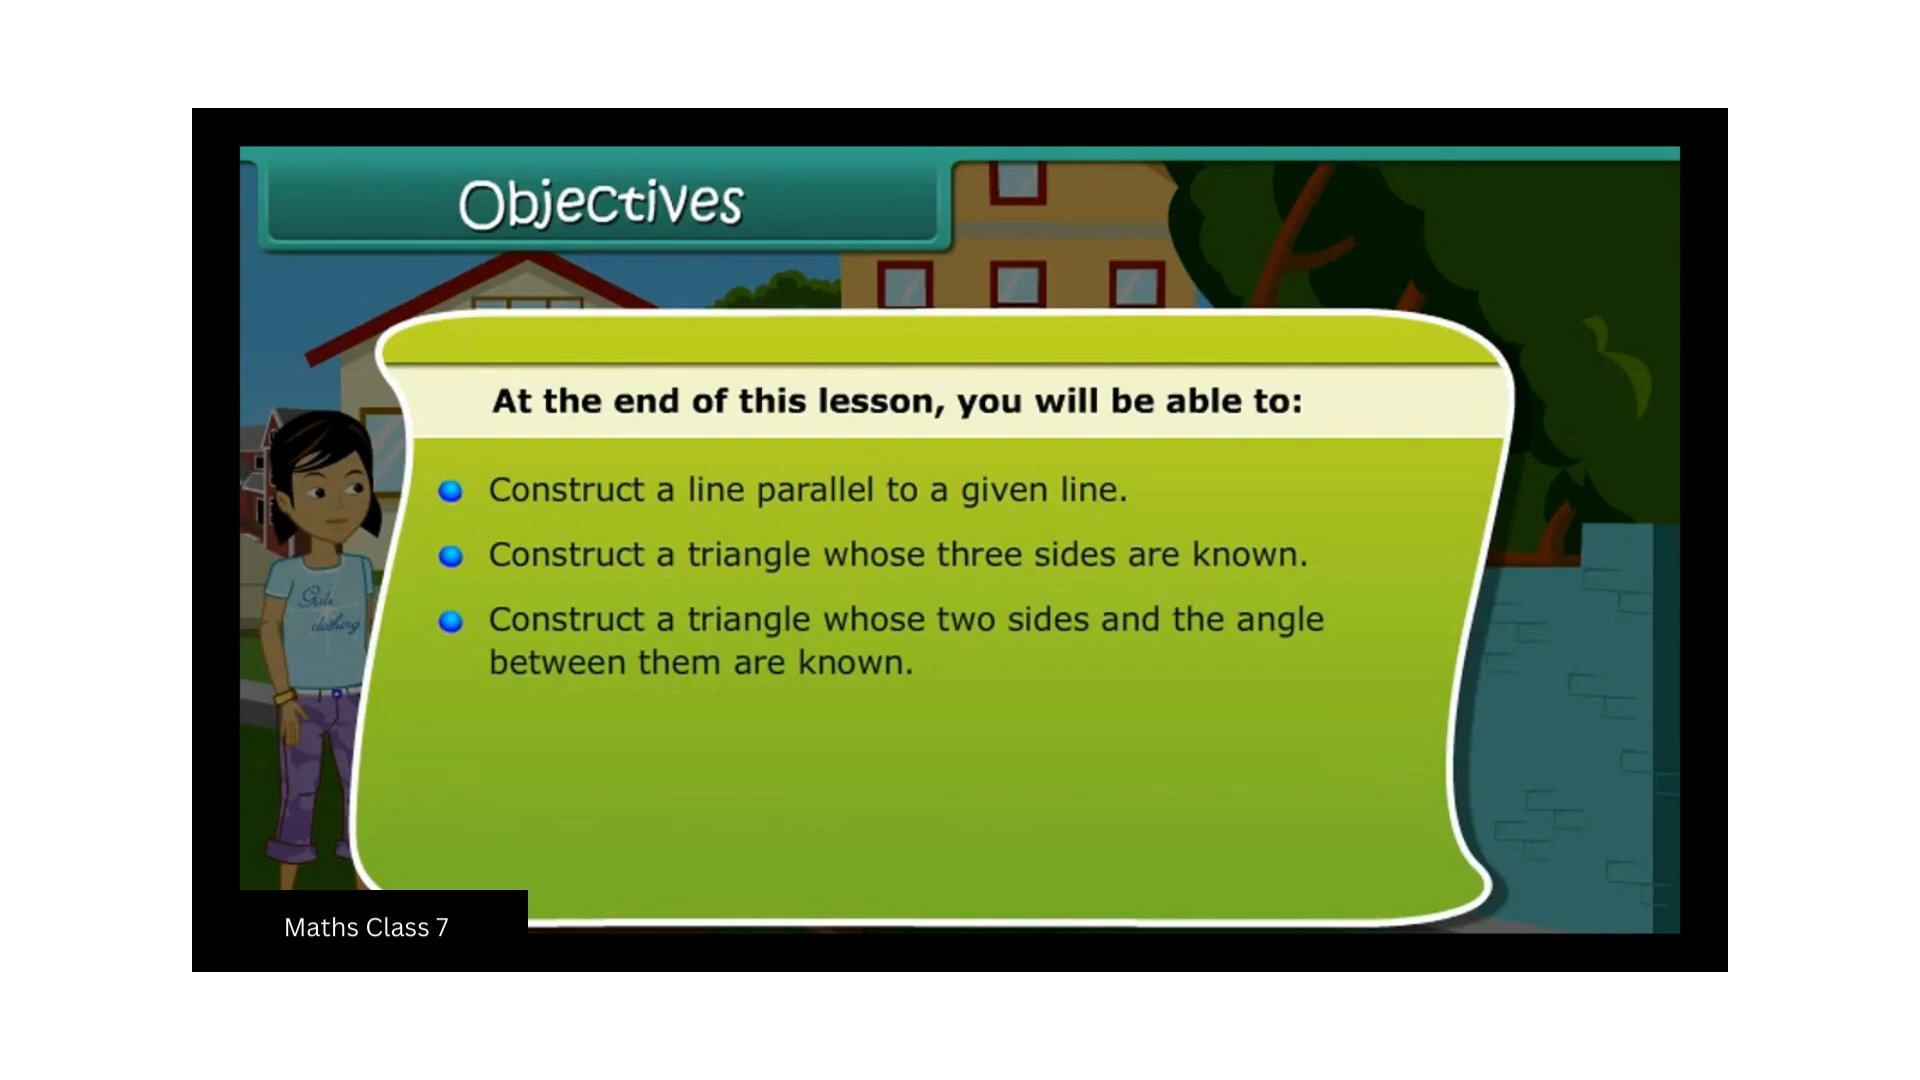 Objectives
At the end of this lesson, you will be able to:
Construct a line parallel to a given line.
Construct a triangle whose three sides are known.
Construct a triangle whose two sides and the angle
between them are known.
Girls
clothing
Maths Class 7